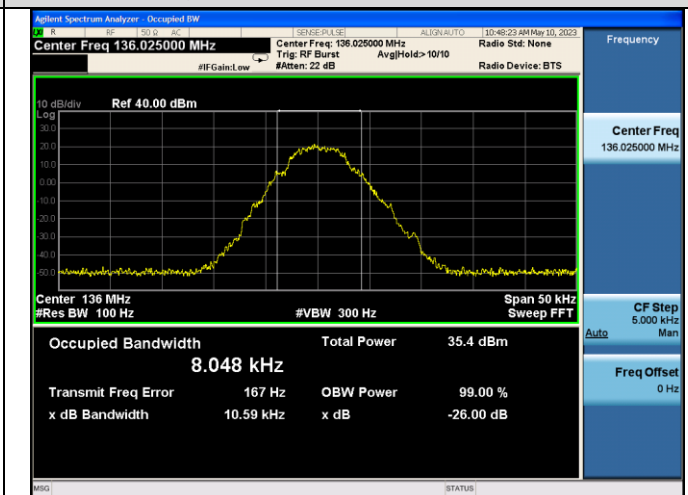 Agilent Spectrum Analyzer - Occupied BW
R RF 50 Ω AC SENSE:PULSE ALIGNAUTO 10:48:23 AM May 10, 2023
Center Freq 136.025000 MHz
Center Freq: 136.025000 MHz Radio Std: None
Trig: RF Burst Avg|Hold:>10/10
#IFGain:Low #Atten: 22 dB Radio Device: BTS
Frequency
10 dB/div Ref 40.00 dBm
Log
30.0
20.0
10.0
0.00
-10.0
-20.0
-30.0
-40.0
-50.0
Center 136 MHz Span 50 kHz
#Res BW 100 Hz #VBW 300 Hz Sweep FFT
Occupied Bandwidth Total Power 35.4 dBm
8.048 kHz
Transmit Freq Error 167 Hz OBW Power 99.00 %
x dB Bandwidth 10.59 kHz x dB -26.00 dB
Center Freq
136.025000 MHz
CF Step
5.000 kHz
Auto Man
Freq Offset
0 Hz
MSG STATUS